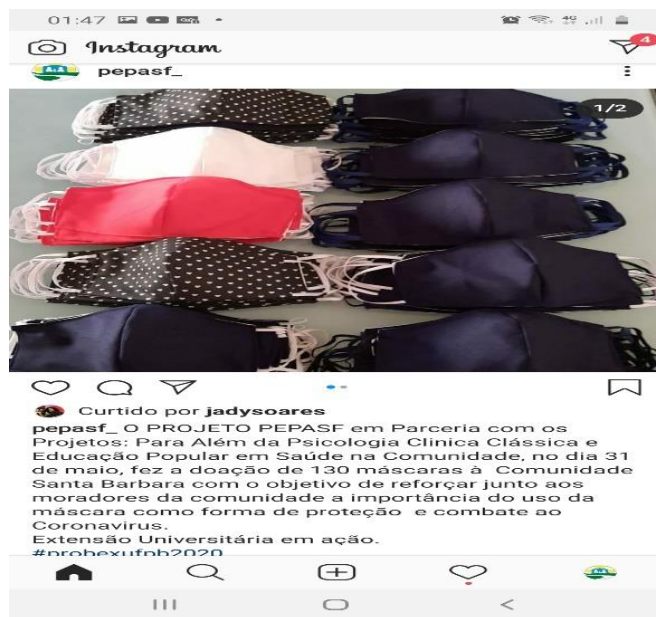 01:47
4G
Instagram
4
pepasf_
1/2
Curtido por jadysoares
pepasf_ O PROJETO PEPASF em Parceria com os
Projetos: Para Além da Psicologia Clinica Clássica e
Educação Popular em Saúde na Comunidade, no dia 31
de maio, fez a doação de 130 máscaras à Comunidade
Santa Barbara com o objetivo de reforçar junto aos
moradores da comunidade a importância do uso da
máscara como forma de proteção e combate ao
Coronavirus.
Extensão Universitária em ação.
#probexufpb2020